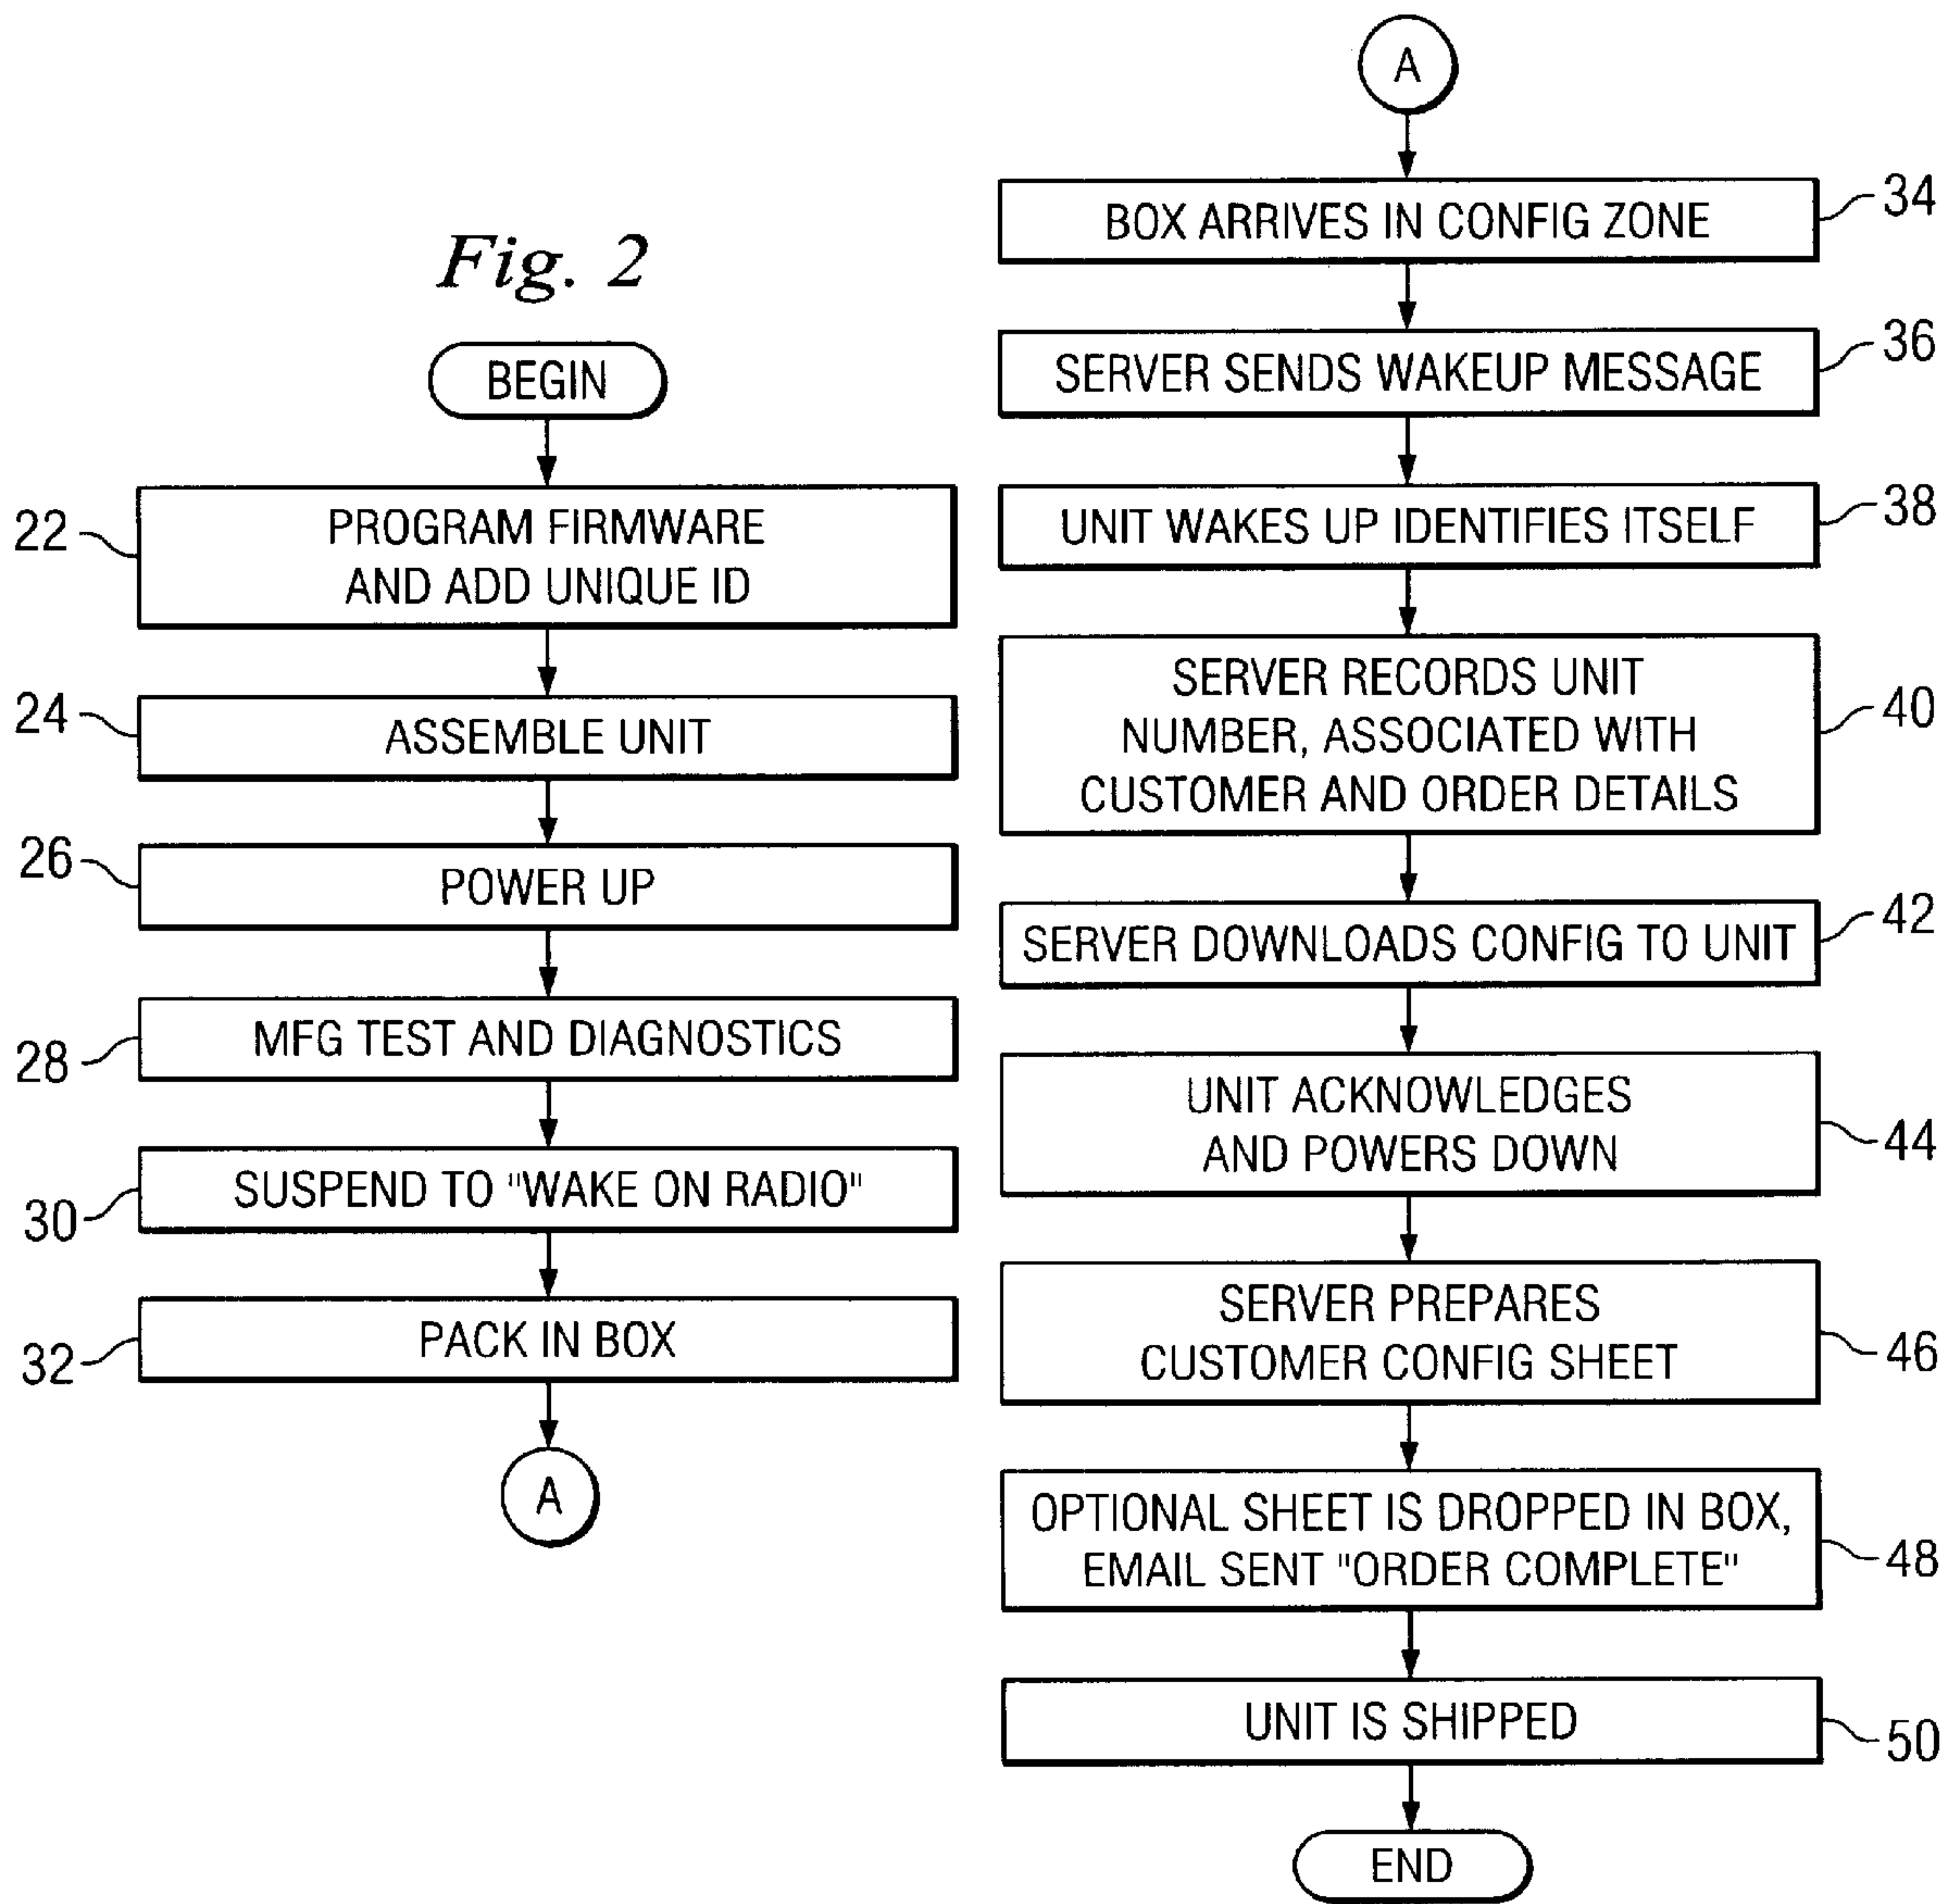 Fig. 2
BEGIN
22
PROGRAM FIRMWARE
AND ADD UNIQUE ID
24
ASSEMBLE UNIT
26
POWER UP
28
MFG TEST AND DIAGNOSTICS
30
SUSPEND TO "WAKE ON RADIO"
32
PACK IN BOX
A
A
BOX ARRIVES IN CONFIG ZONE
34
SERVER SENDS WAKEUP MESSAGE
36
UNIT WAKES UP IDENTIFIES ITSELF
38
SERVER RECORDS UNIT
NUMBER, ASSOCIATED WITH
CUSTOMER AND ORDER DETAILS
40
SERVER DOWNLOADS CONFIG TO UNIT
42
UNIT ACKNOWLEDGES
AND POWERS DOWN
44
SERVER PREPARES
CUSTOMER CONFIG SHEET
46
OPTIONAL SHEET IS DROPPED IN BOX,
EMAIL SENT "ORDER COMPLETE"
48
UNIT IS SHIPPED
50
END